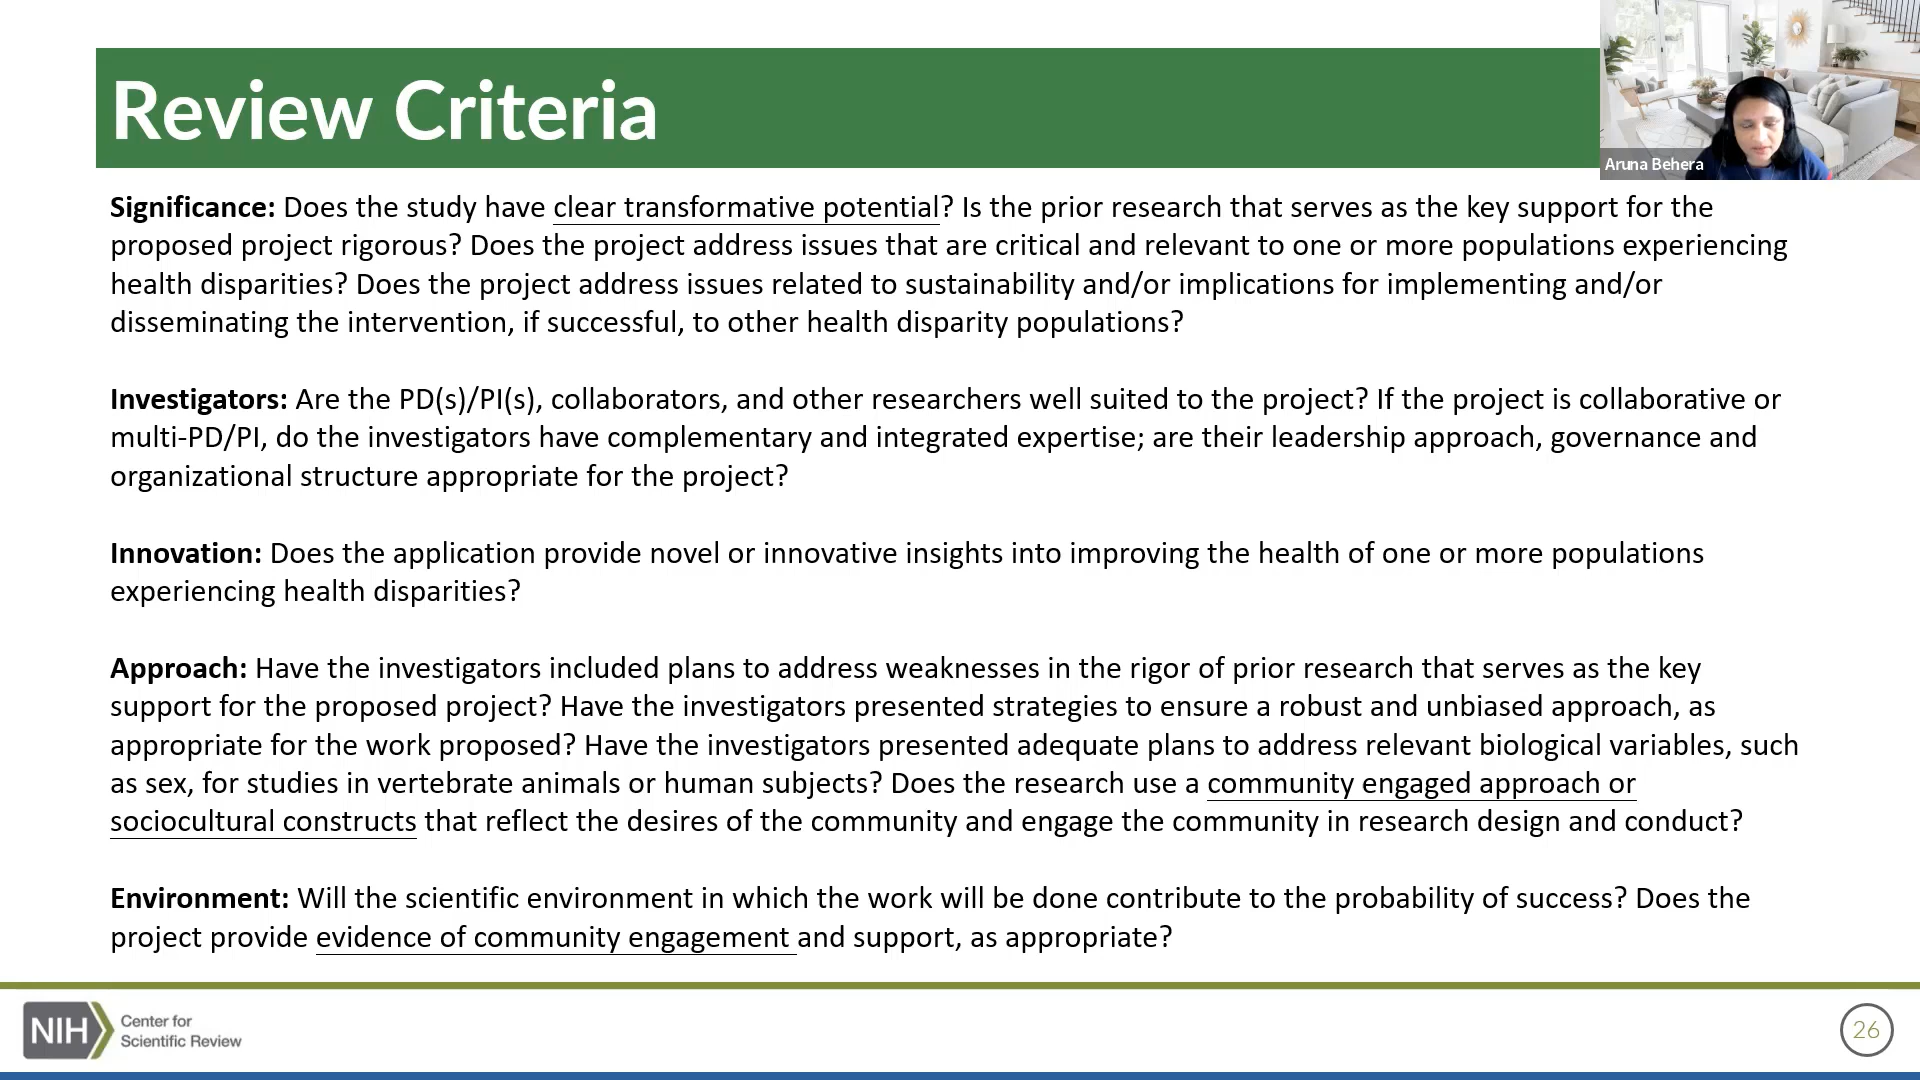 Review Criteria
Aruna Behera
Significance: Does the study have clear transformative potential? Is the prior research that serves as the key support for the
proposed project rigorous? Does the project address issues that are critical and relevant to one or more populations experiencing
health disparities? Does the project address issues related to sustainability and/or implications for implementing and/or
disseminating the intervention, if successful, to other health disparity populations?
Investigators: Are the PD(s)/PI(s), collaborators, and other researchers well suited to the project? If the project is collaborative or
multi-PD/PI, do the investigators have complementary and integrated expertise; are their leadership approach, governance and
organizational structure appropriate for the project?
Innovation: Does the application provide novel or innovative insights into improving the health of one or more populations
experiencing health disparities?
Approach: Have the investigators included plans to address weaknesses in the rigor of prior research that serves as the key
support for the proposed project? Have the investigators presented strategies to ensure a robust and unbiased approach, as
appropriate for the work proposed? Have the investigators presented adequate plans to address relevant biological variables, such
as sex, for studies in vertebrate animals or human subjects? Does the research use a community engaged approach or
sociocultural constructs that reflect the desires of the community and engage the community in research design and conduct?
Environment: Will the scientific environment in which the work will be done contribute to the probability of success? Does the
project provide evidence of community engagement and support, as appropriate?
NIH
Center for
Scientific Review
26